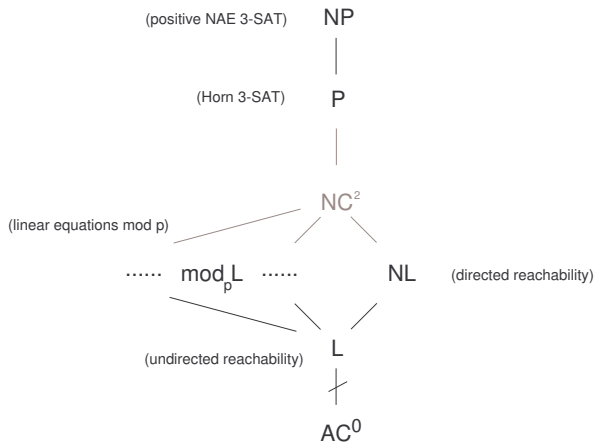 (positive NAE 3-SAT) NP
(Horn 3-SAT) P
NC²
(linear equations mod p)
...... mod_pL ...... NL (directed reachability)
L
(undirected reachability)
AC⁰